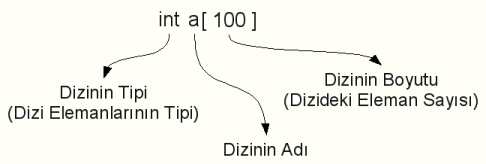 int a[ 100 ]
Dizinin Tipi
(Dizi Elemanlarının Tipi)
Dizinin Boyutu
(Dizideki Eleman Sayısı)
Dizinin Adı